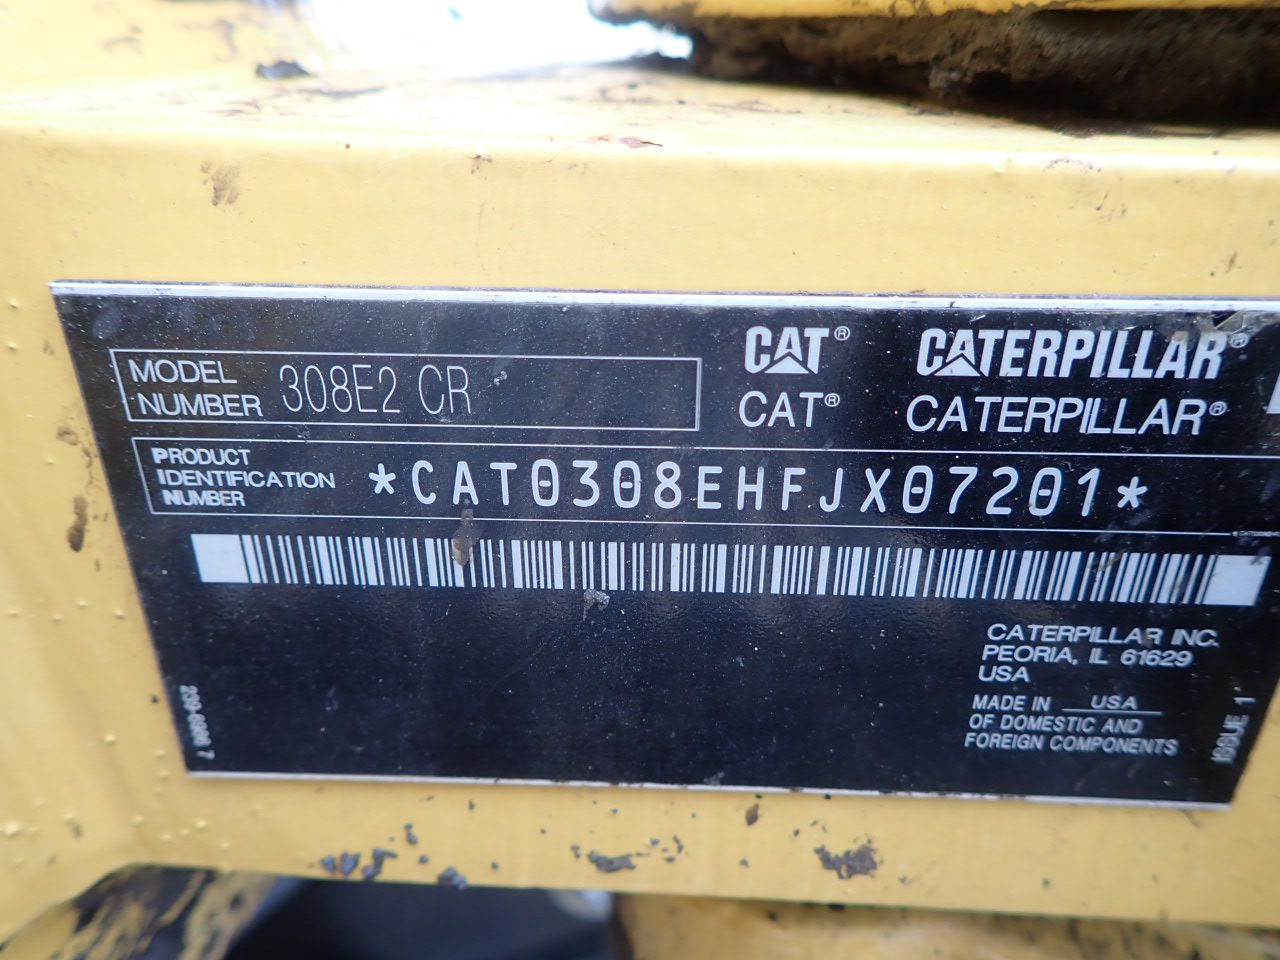 CAT® CATERPILLAR®
CAT® CATERPILLAR®
MODEL NUMBER 308E2 CR
PRODUCT
IDENTIFICATION
NUMBER
*CAT0308EHFJX07201*
CATERPILLAR INC.
PEORIA, IL 61629
USA
MADE IN USA
OF DOMESTIC AND
FOREIGN COMPONENTS
ISSUE 1